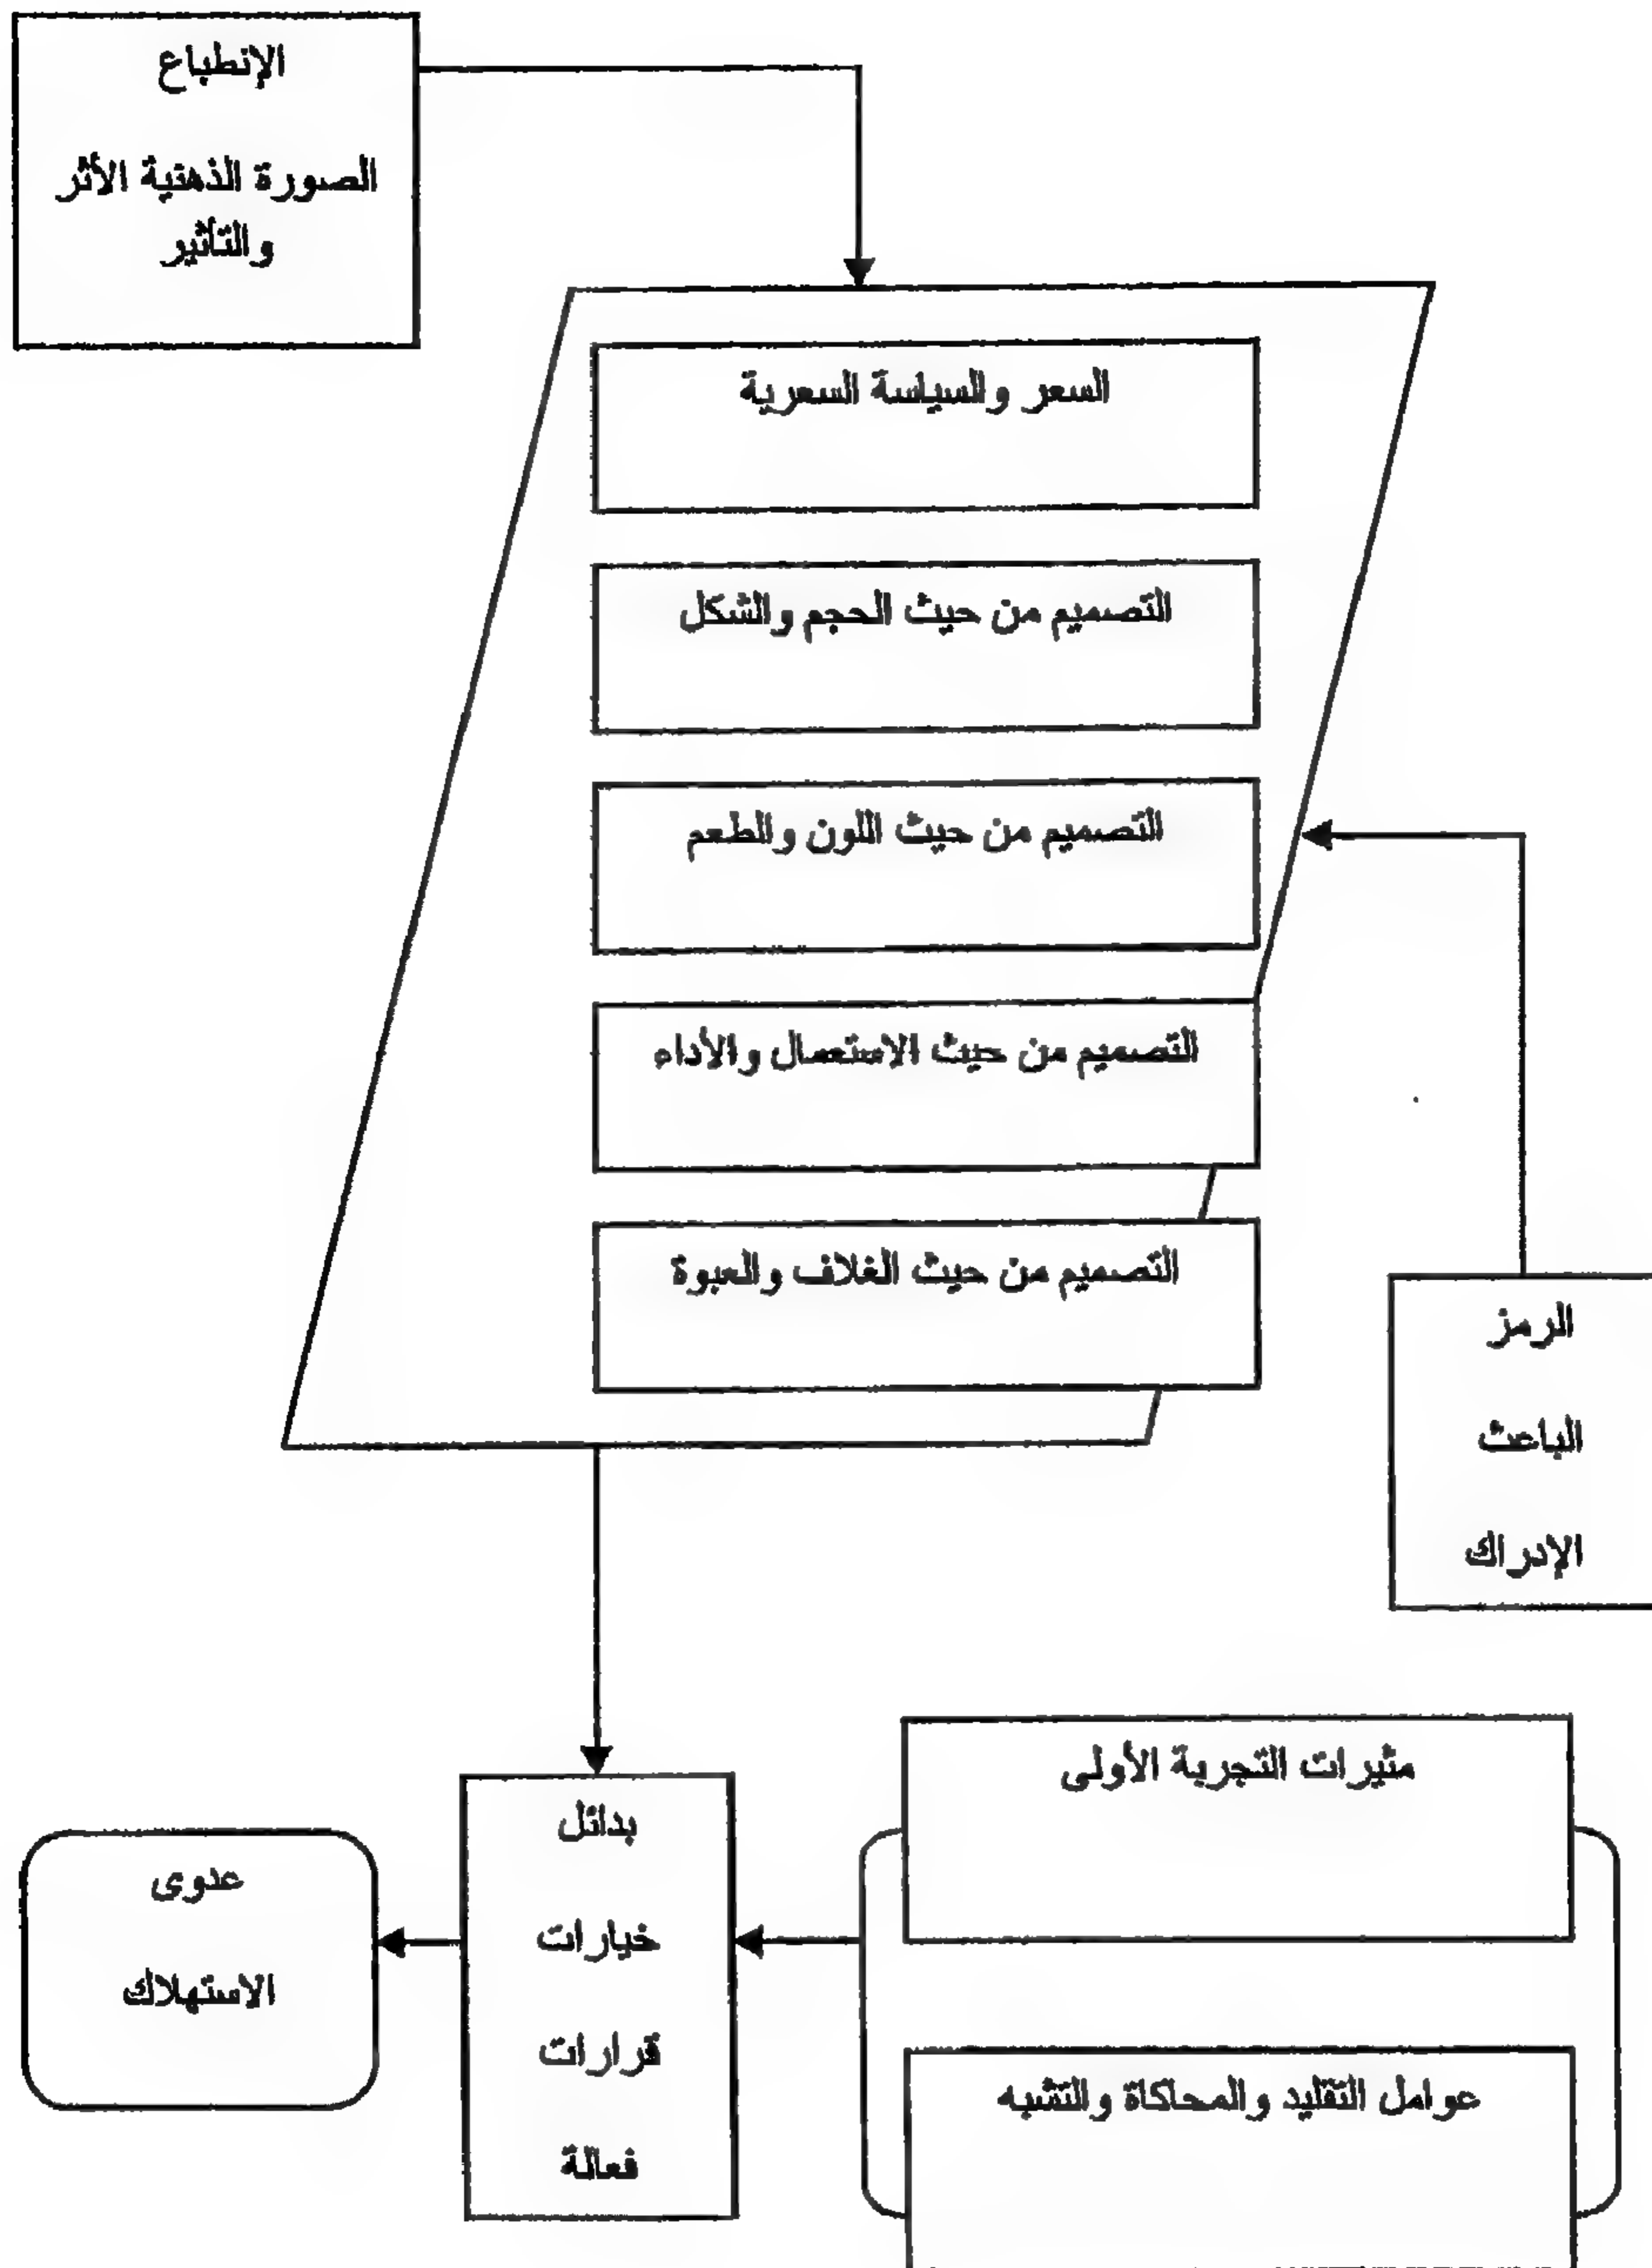 الإنطباع
الصورة الذهنية الأثر
والتأثير
السعر والسياسة السعرية
التصميم من حيث الحجم والشكل
التصميم من حيث اللون والطعم
التصميم من حيث الاستعمال والأداء
التصميم من حيث الغلاف والعبوة
الرمز
الباعث
الإدراك
مثيرات التجربة الأولى
عوامل التقليد والمحاكاة والتشبه
بدائل
خيارات
قرارات
فعالة
عدوى
الاستهلاك